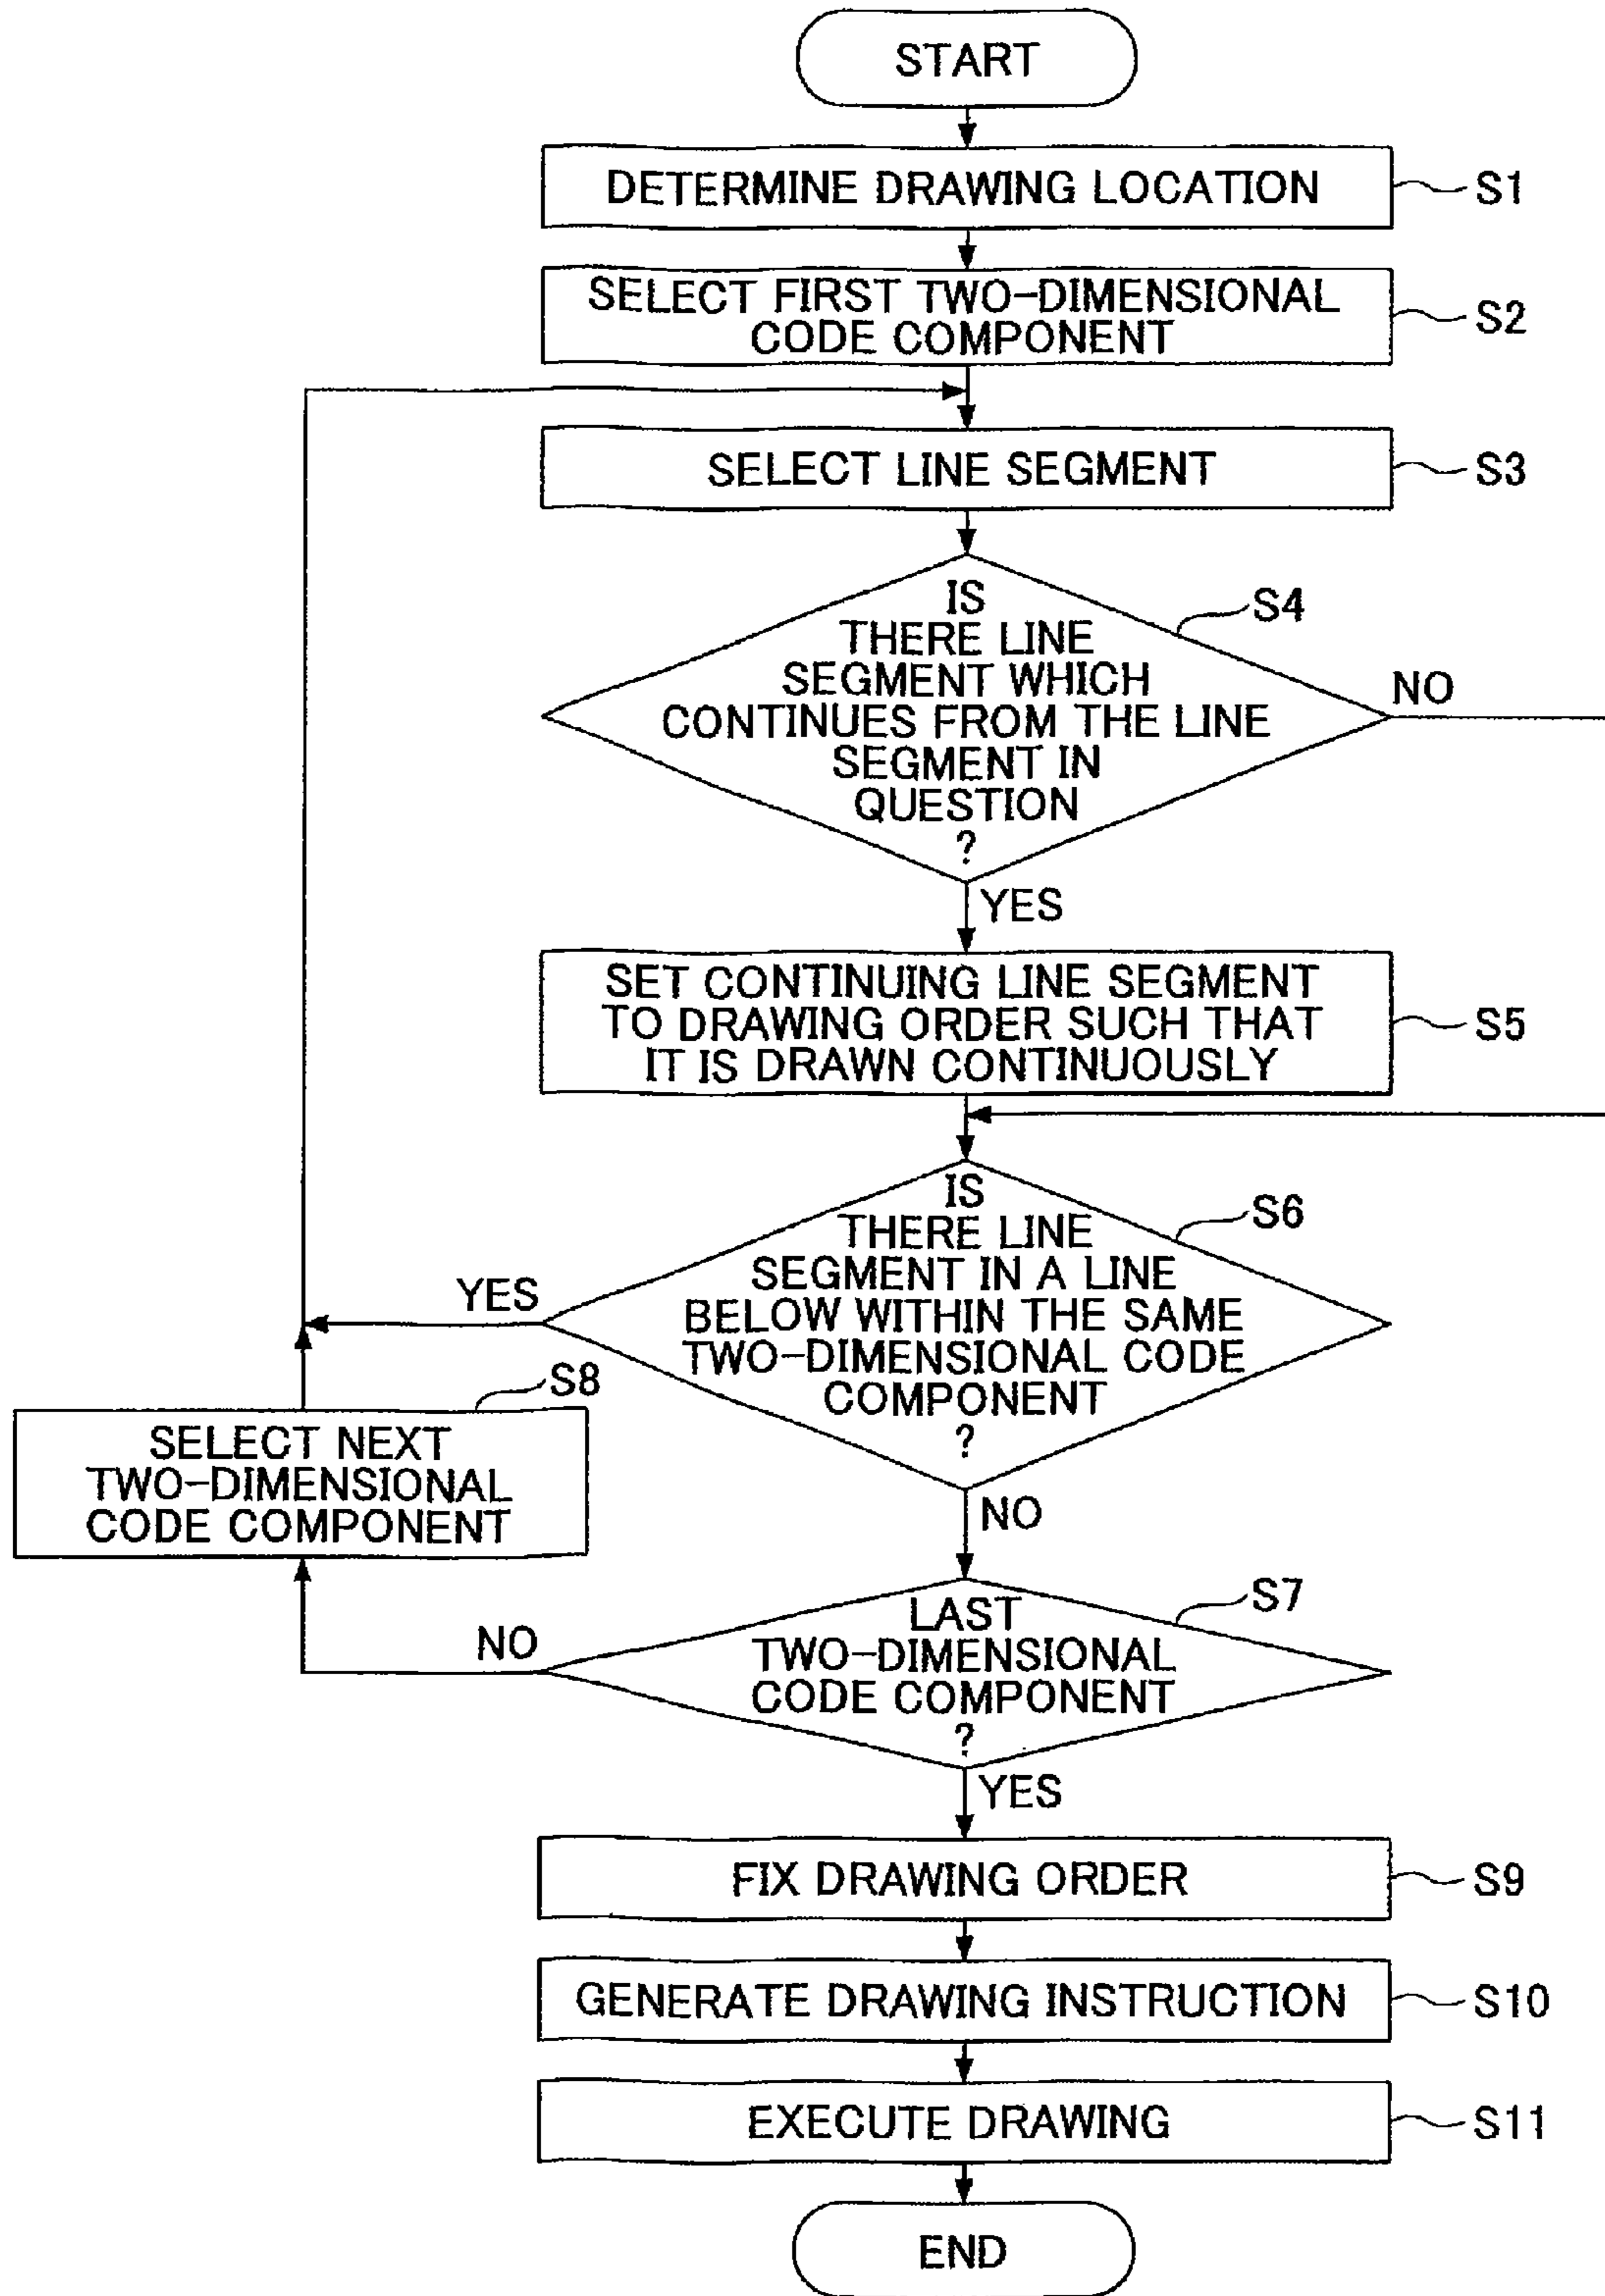 START
DETERMINE DRAWING LOCATION
S1
SELECT FIRST TWO-DIMENSIONAL
CODE COMPONENT
S2
SELECT LINE SEGMENT
S3
IS
THERE LINE
SEGMENT WHICH
CONTINUES FROM THE LINE
SEGMENT IN
QUESTION
?
S4
NO
YES
SET CONTINUING LINE SEGMENT
TO DRAWING ORDER SUCH THAT
IT IS DRAWN CONTINUOUSLY
S5
IS
THERE LINE
SEGMENT IN A LINE
BELOW WITHIN THE SAME
TWO-DIMENSIONAL CODE
COMPONENT
?
S6
YES
NO
S8
SELECT NEXT
TWO-DIMENSIONAL
CODE COMPONENT
LAST
TWO-DIMENSIONAL
CODE COMPONENT
?
S7
NO
YES
FIX DRAWING ORDER
S9
GENERATE DRAWING INSTRUCTION
S10
EXECUTE DRAWING
S11
END